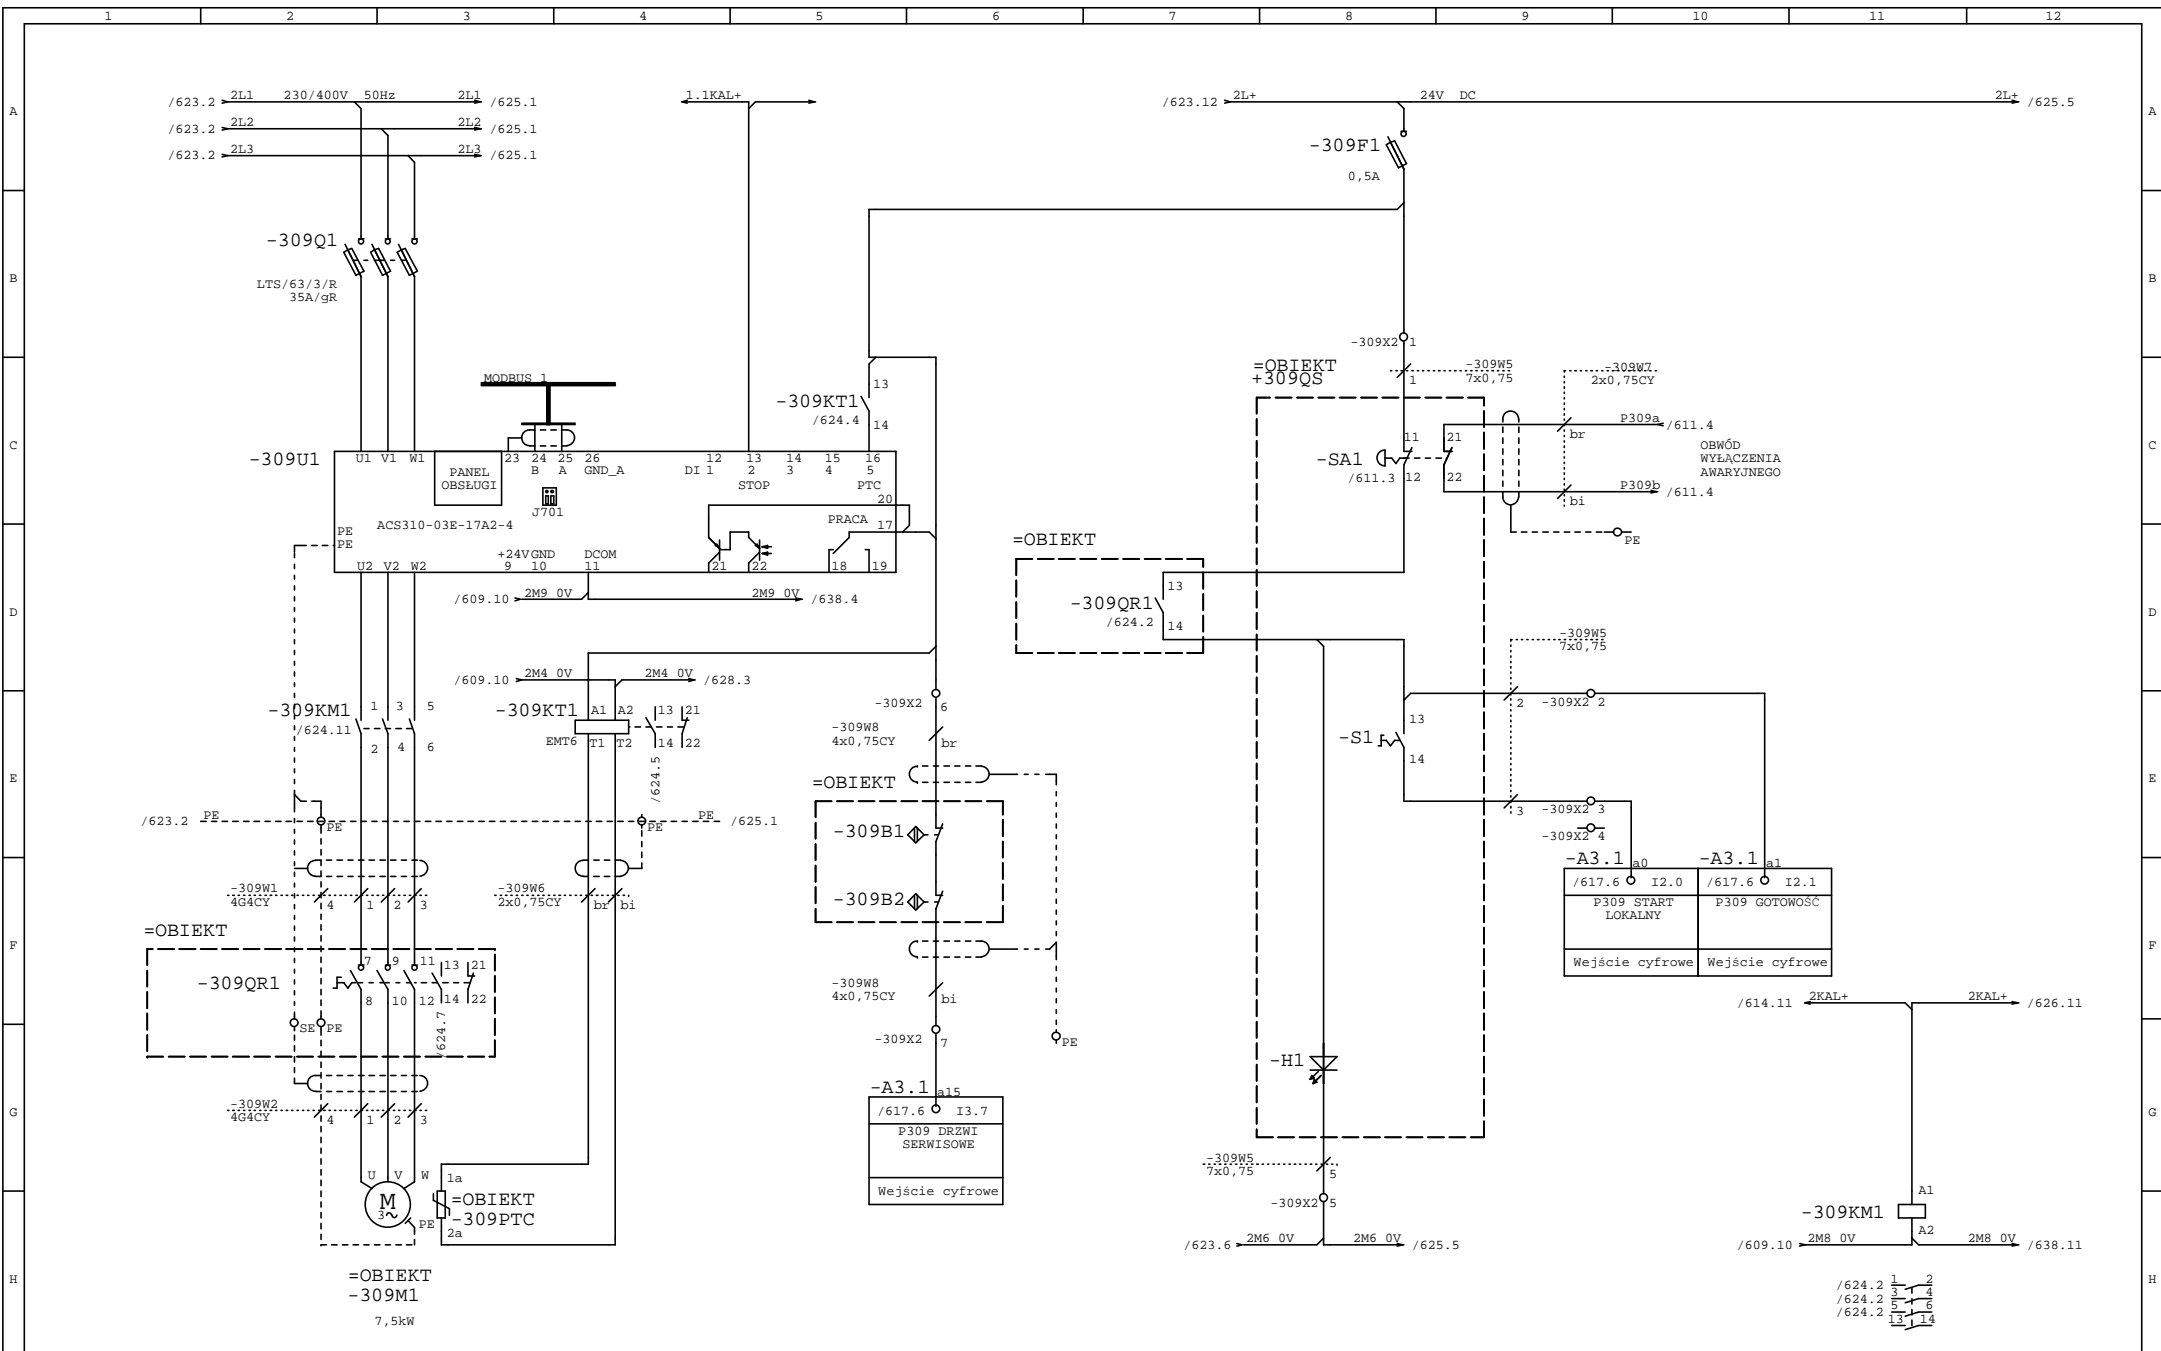 1 2 3 4 5 6 7 8 9 10 11 12
A A
B B
C C
D D
E E
F F
G G
H H
/623.2 2L1 230/400V 50Hz 2L1 /625.1
/623.2 2L2 2L2 /625.1
/623.2 2L3 2L3 /625.1
1.1KAL+
/623.12 2L+ 24V DC 2L+ /625.5
-309F1
0,5A
-309Q1
LTS/63/3/R
35A/gR
MODBUS 1
-309KT1
/624.4
13
14
-309U1
U1 V1 W1
PANEL
OBSŁUGI
23 24 25 26
B A GND_A
J701
12 13 14 15 16
DI 1 2 3 4 5
STOP PTC
20
PRACA 17
ACS310-03E-17A2-4
PE
PE
+24V GND DCOM
9 10 11
21 22 18 19
U2 V2 W2
/609.10 2M9 0V 2M9 0V /638.4
-309X2 1
=OBIEKT
+309QS
1
-309W5
7x0,75
-309W7
2x0,75CY
-SA1
/611.3
11
12
21
22
P309a /611.4
br
OBWÓD
WYŁĄCZENIA
AWARYJNEGO
P309b /611.4
bi
PE
=OBIEKT
-309QR1
/624.2
13
14
-309W5
7x0,75
/609.10 2M4 0V 2M4 0V /628.3
-309KM1
/624.11
1 3 5
2 4 6
-309KT1
A1 A2
EMT6 T1 T2
13 21
14 22
/624.5
-309X2 6
-309W8
4x0,75CY
br
2 -309X2 2
-S1
13
14
3 -309X2 3
-309X2 4
=OBIEKT
-309B1
-309B2
/623.2 PE PE PE PE /625.1
-309W1
4G4CY
4 1 2 3
-309W6
2x0,75CY
br bi
-A3.1 a0
/617.6 I2.0
P309 START
LOKALNY
Wejście cyfrowe
-A3.1 a1
/617.6 I2.1
P309 GOTOWOŚĆ
Wejście cyfrowe
=OBIEKT
-309QR1
7 9 11
8 10 12
13 21
14 22
/624.7
SE PE
-309W8
4x0,75CY
bi
-309X2 7
PE
/614.11 2KAL+ 2KAL+ /626.11
-H1
-309W2
4G4CY
4 1 2 3
-A3.1 a15
/617.6 I3.7
P309 DRZWI
SERWISOWE
Wejście cyfrowe
-309W5
7x0,75
5
-309X2 5
U V W
M
3
PE
1a
=OBIEKT
-309PTC
2a
/623.6 2M6 0V 2M6 0V /625.5
-309KM1
A1
A2
/609.10 2M8 0V 2M8 0V /638.11
=OBIEKT
-309M1
7,5kW
/624.2 1 2
/624.2 3 4
/624.2 5 6
13 14